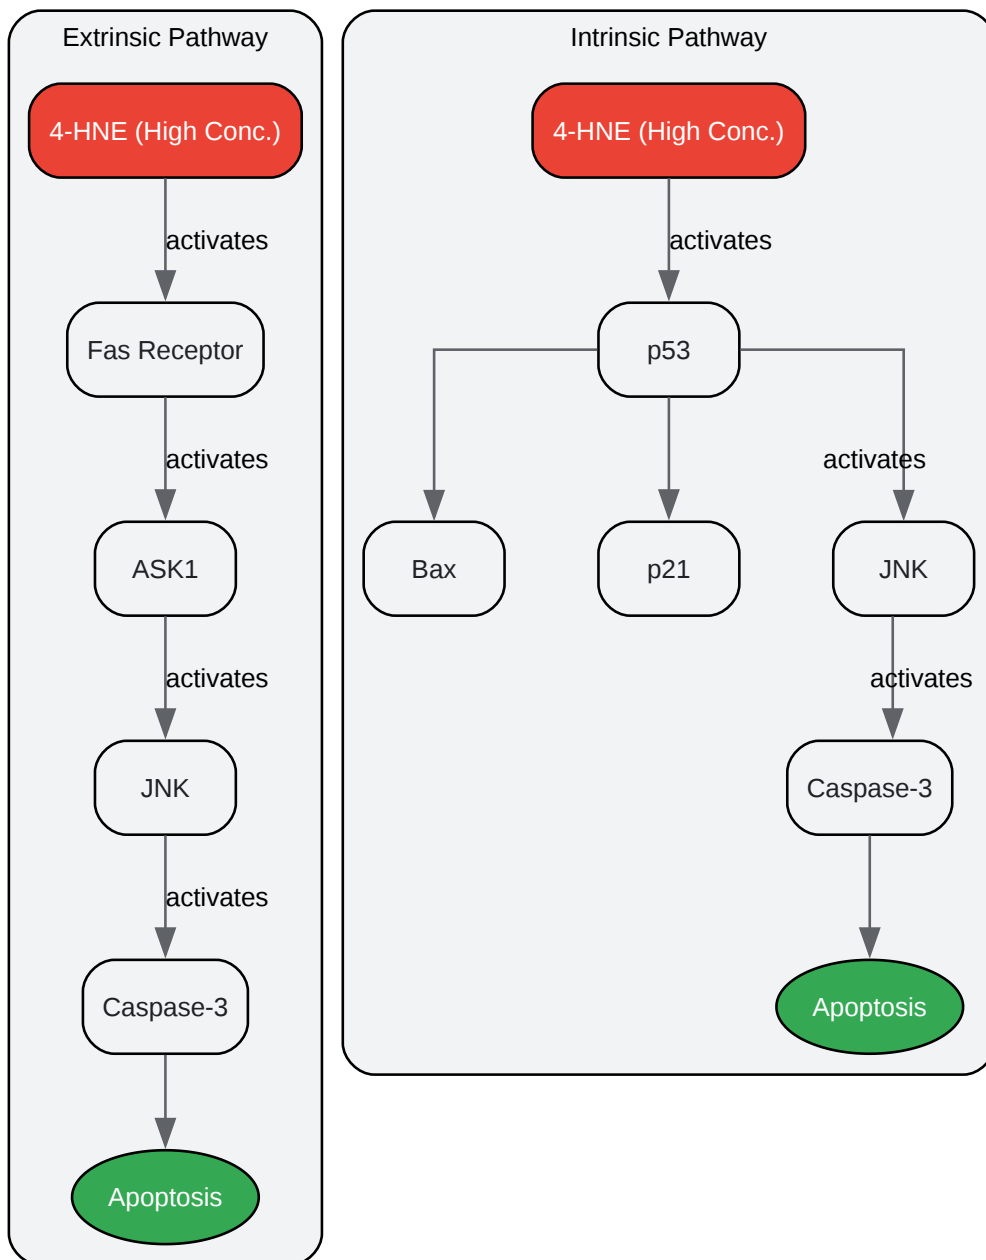 Extrinsic Pathway
4-HNE (High Conc.)
activates
Fas Receptor
activates
ASK1
activates
JNK
activates
Caspase-3
Apoptosis
Intrinsic Pathway
4-HNE (High Conc.)
activates
p53
activates
Bax
p21
JNK
activates
Caspase-3
Apoptosis